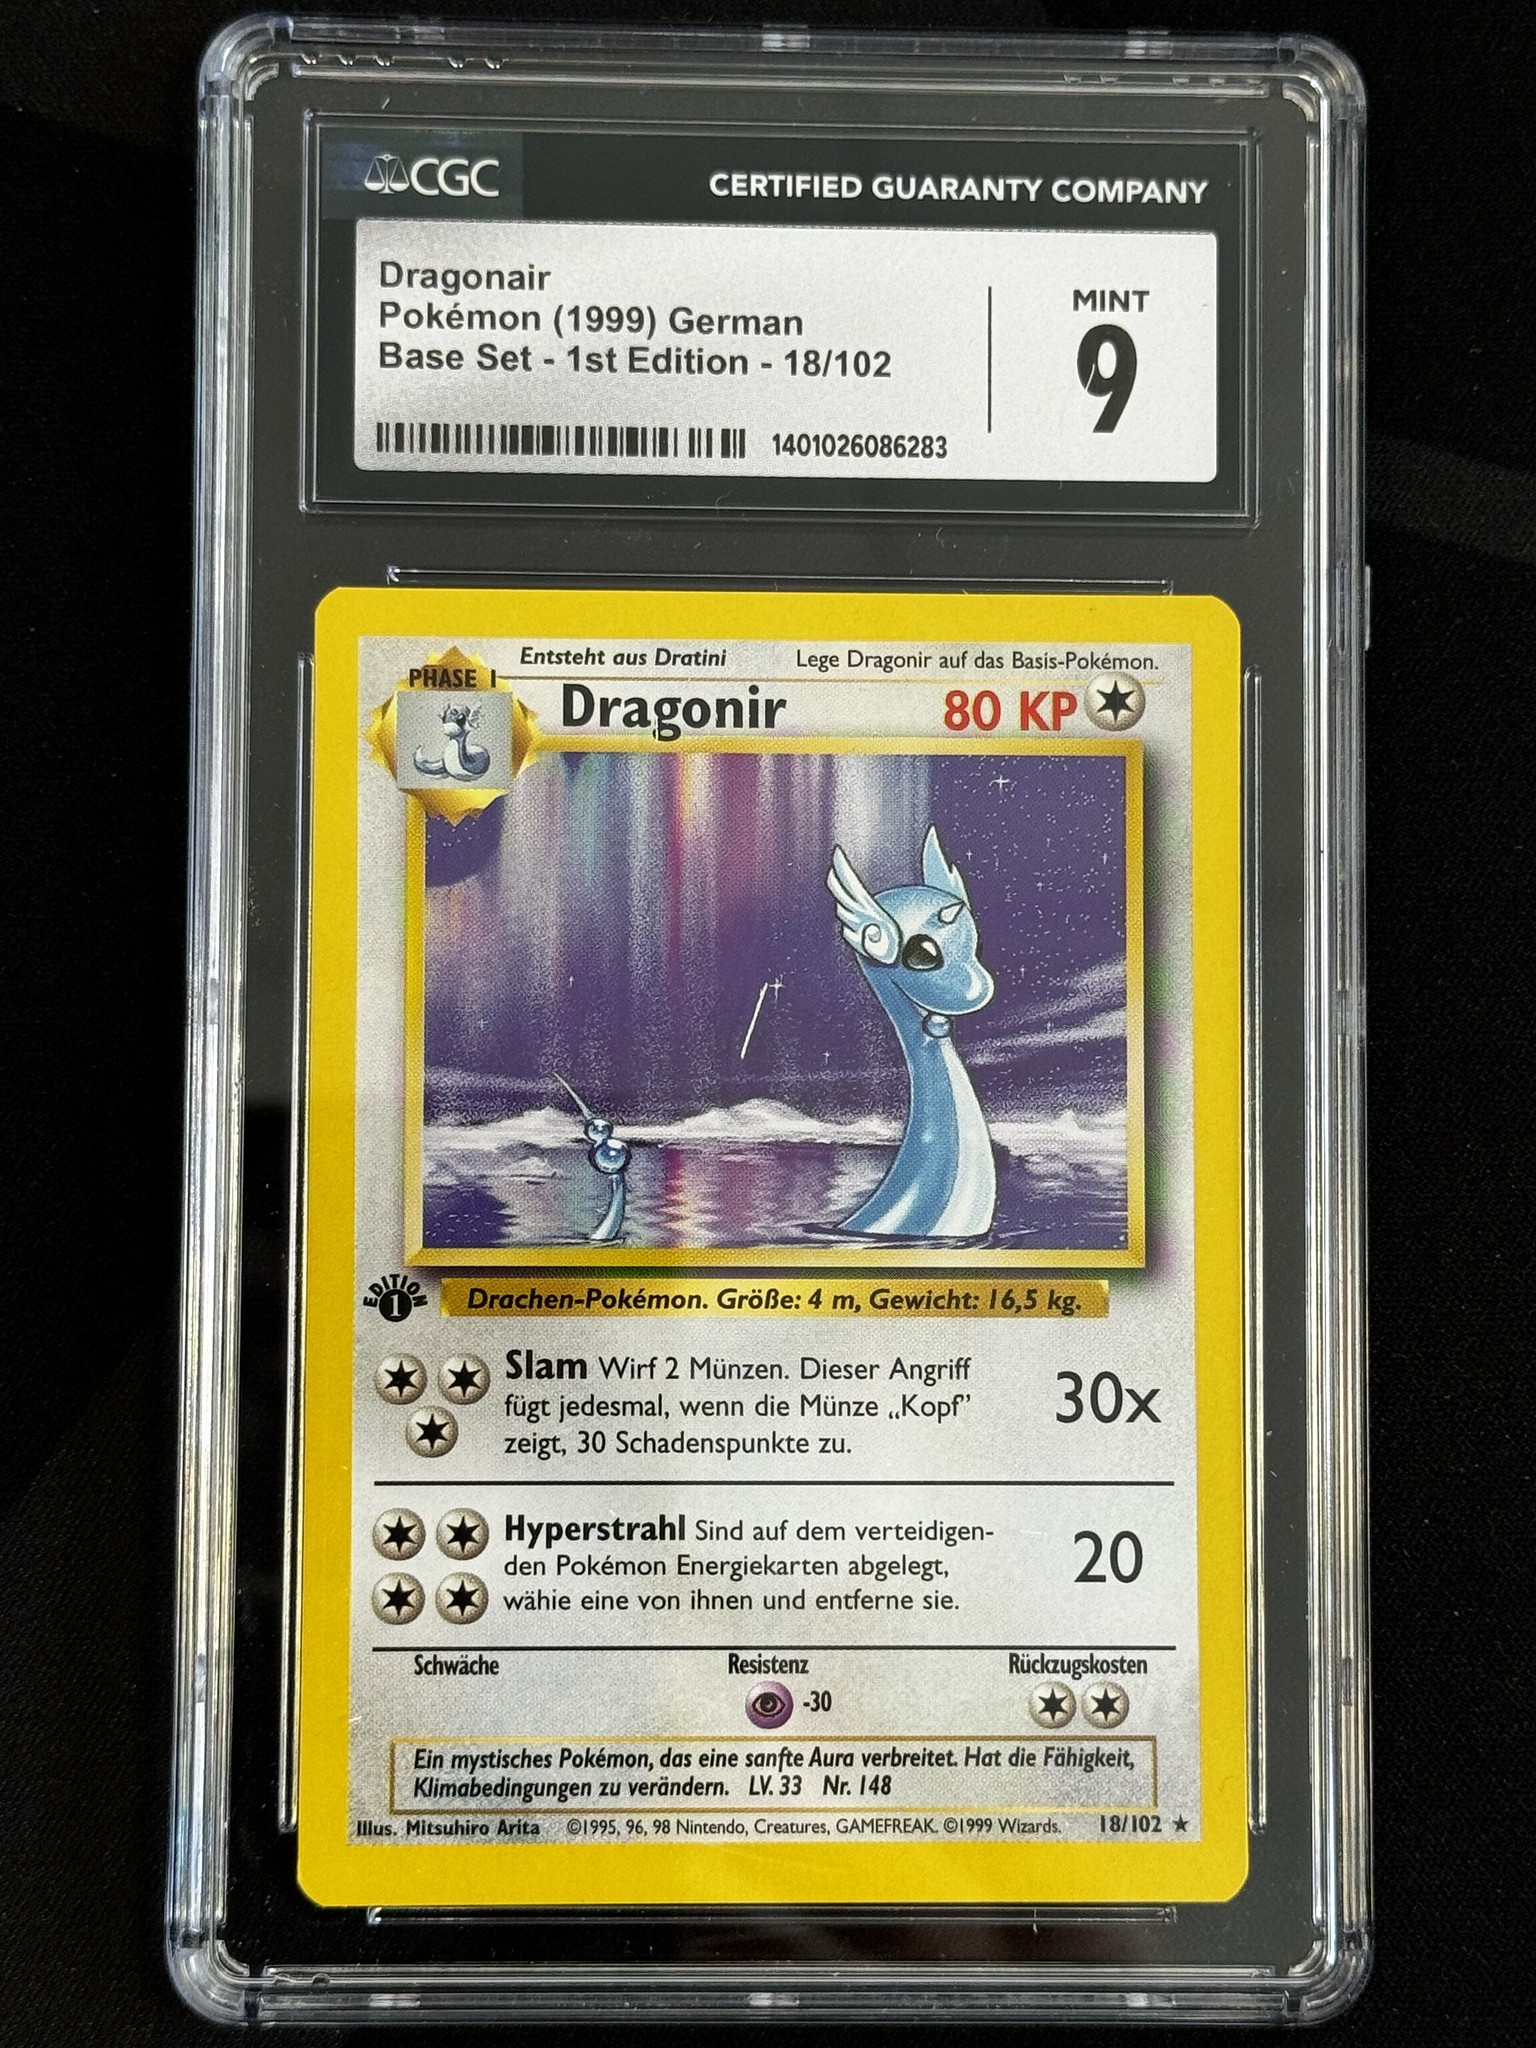 CGC
CERTIFIED GUARANTY COMPANY
Dragonair
Pokémon (1999) German
Base Set - 1st Edition - 18/102
MINT
9
1401026086283
PHASE 1
Entsteht aus Dratini
Lege Dragonir auf das Basis-Pokémon.
Dragonir
80 KP
EDITION
1
Drachen-Pokémon. Größe: 4 m, Gewicht: 16,5 kg.
Slam Wirf 2 Münzen. Dieser Angriff
fügt jedesmal, wenn die Münze „Kopf”
zeigt, 30 Schadenspunkte zu.
30x
Hyperstrahl Sind auf dem verteidigen-
den Pokémon Energiekarten abgelegt,
wähie eine von ihnen und entferne sie.
20
Schwäche
Resistenz
Rückzugskosten
-30
Ein mystisches Pokémon, das eine sanfte Aura verbreitet. Hat die Fähigkeit,
Klimabedingungen zu verändern. LV. 33 Nr. 148
Illus. Mitsuhiro Arita ©1995, 96, 98 Nintendo, Creatures, GAMEFREAK. ©1999 Wizards. 18/102 ★